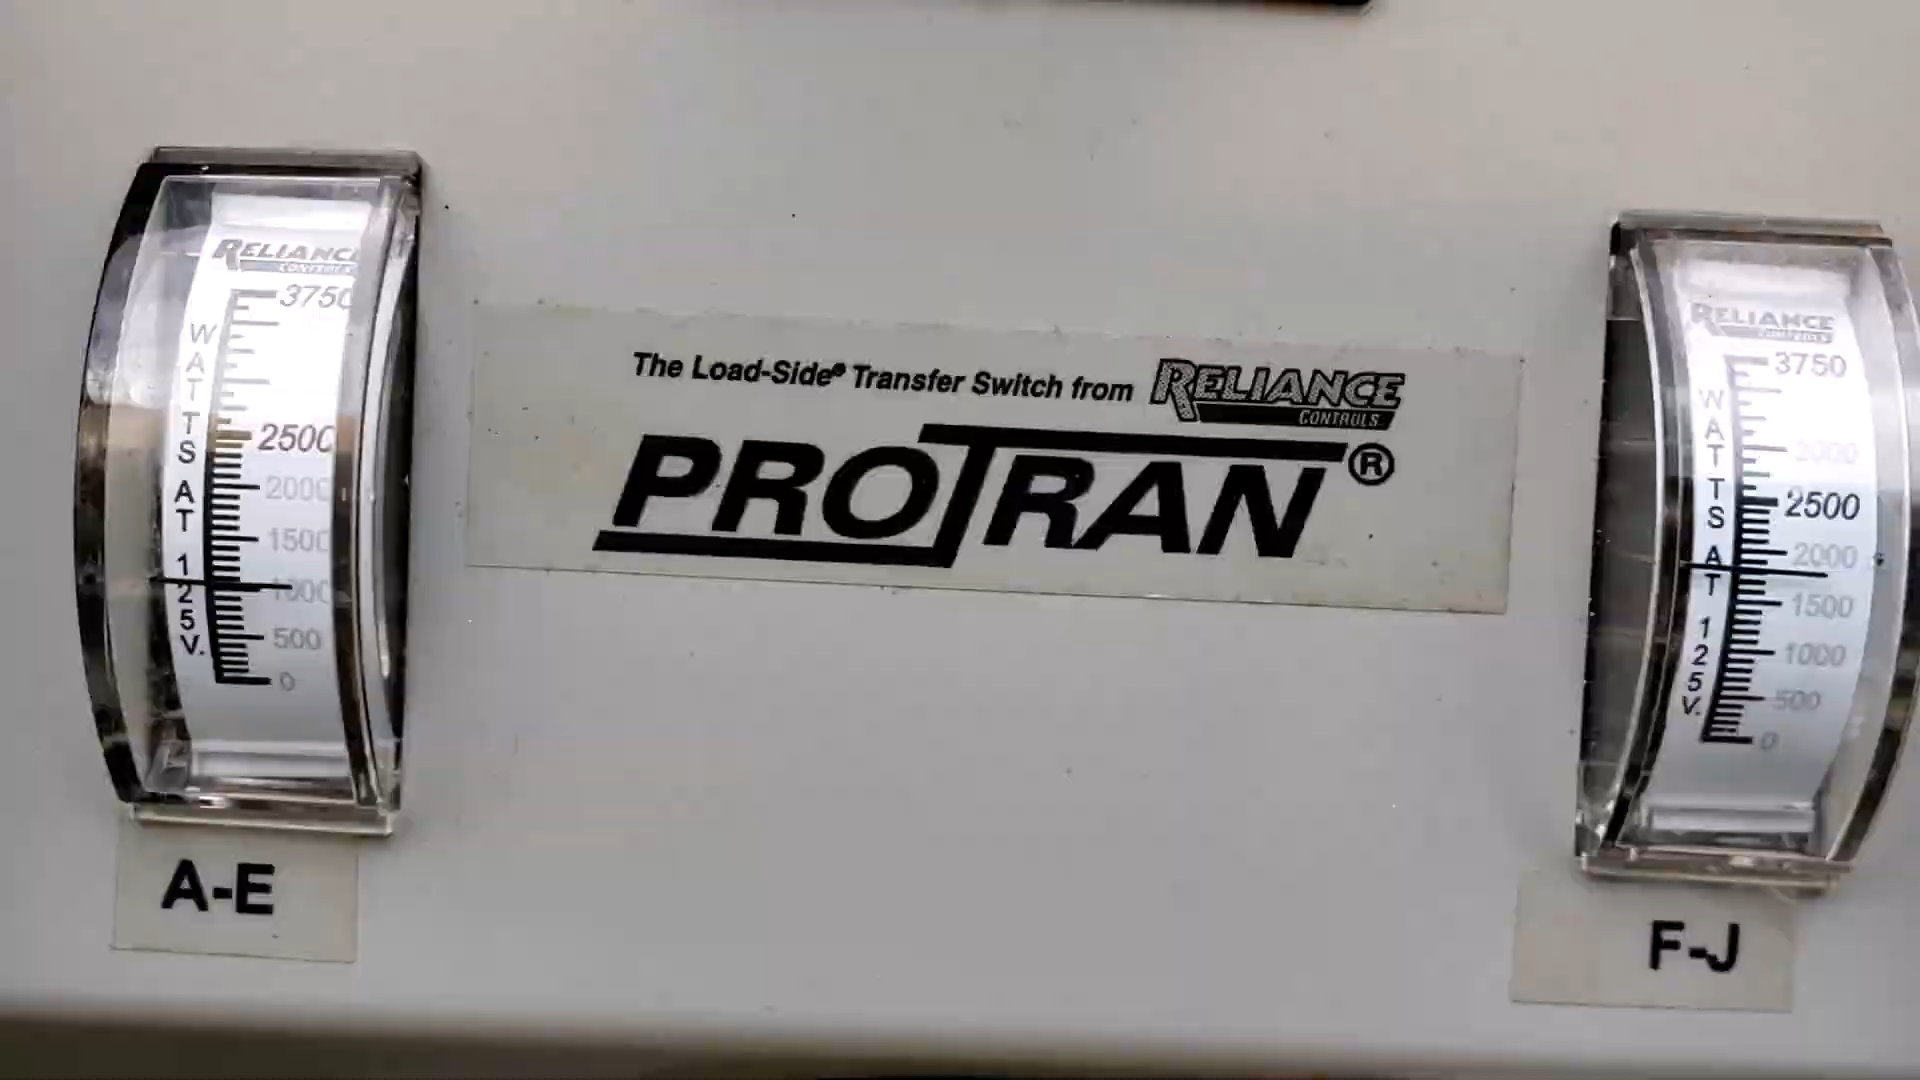 RELIANCE
CONTROLS
3750
2500
2000
1500
1000
500
0
WATTS AT 125V.
A-E
The Load-Side® Transfer Switch from RELIANCE
CONTROLS
PROTRAN®
RELIANCE
CONTROLS
3750
3000
2500
2000
1500
1000
500
0
WATTS AT 125V.
F-J